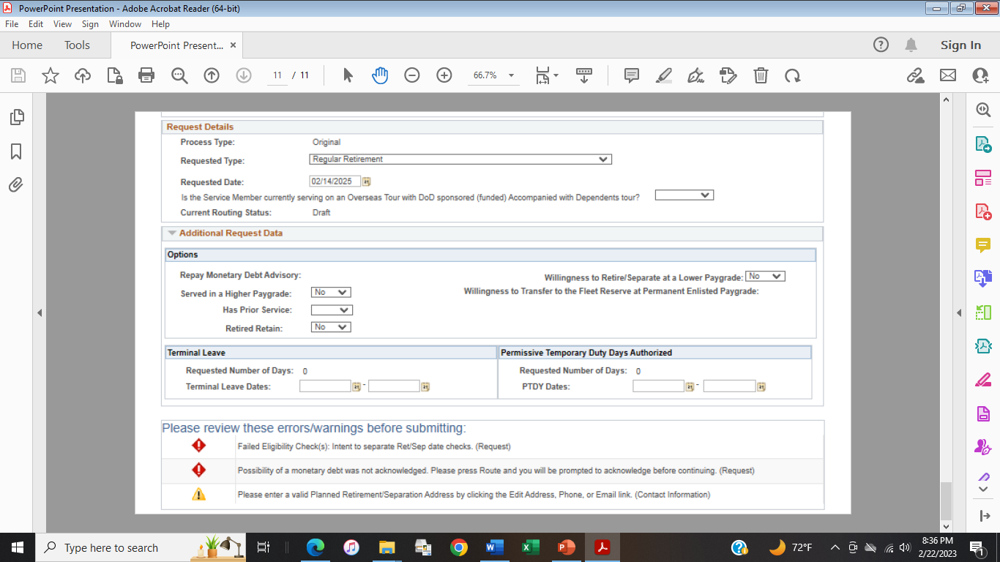 PowerPoint Presentation - Adobe Acrobat Reader (64-bit)
File Edit View Sign Window Help
Home Tools PowerPoint Present... × Sign In
11 / 11 66.7%
Request Details
Process Type: Original
Requested Type: Regular Retirement
Requested Date: 02/14/2025
Is the Service Member currently serving on an Overseas Tour with DoD sponsored (funded) Accompanied with Dependents tour?
Current Routing Status: Draft
Additional Request Data
Options
Repay Monetary Debt Advisory:
Willingness to Retire/Separate at a Lower Paygrade: No
Served in a Higher Paygrade: No
Willingness to Transfer to the Fleet Reserve at Permanent Enlisted Paygrade:
Has Prior Service:
Retired Retain: No
Terminal Leave Permissive Temporary Duty Days Authorized
Requested Number of Days: 0 Requested Number of Days: 0
Terminal Leave Dates: - PTDY Dates: -
Please review these errors/warnings before submitting:
Failed Eligibility Check(s): Intent to separate Ret/Sep date checks. (Request)
Possibility of a monetary debt was not acknowledged. Please press Route and you will be prompted to acknowledge before continuing. (Request)
Please enter a valid Planned Retirement/Separation Address by clicking the Edit Address, Phone, or Email link. (Contact Information)
Type here to search 72°F 8:36 PM
2/22/2023 1